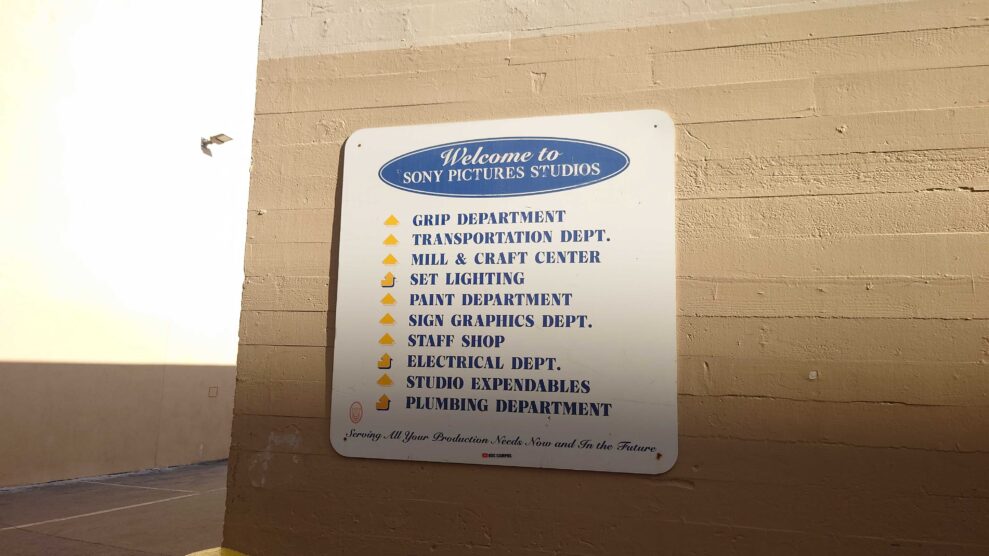 Welcome to
SONY PICTURES STUDIOS
GRIP DEPARTMENT
TRANSPORTATION DEPT.
MILL & CRAFT CENTER
SET LIGHTING
PAINT DEPARTMENT
SIGN GRAPHICS DEPT.
STAFF SHOP
ELECTRICAL DEPT.
STUDIO EXPENDABLES
PLUMBING DEPARTMENT
Serving All Your Production Needs Now and In the Future